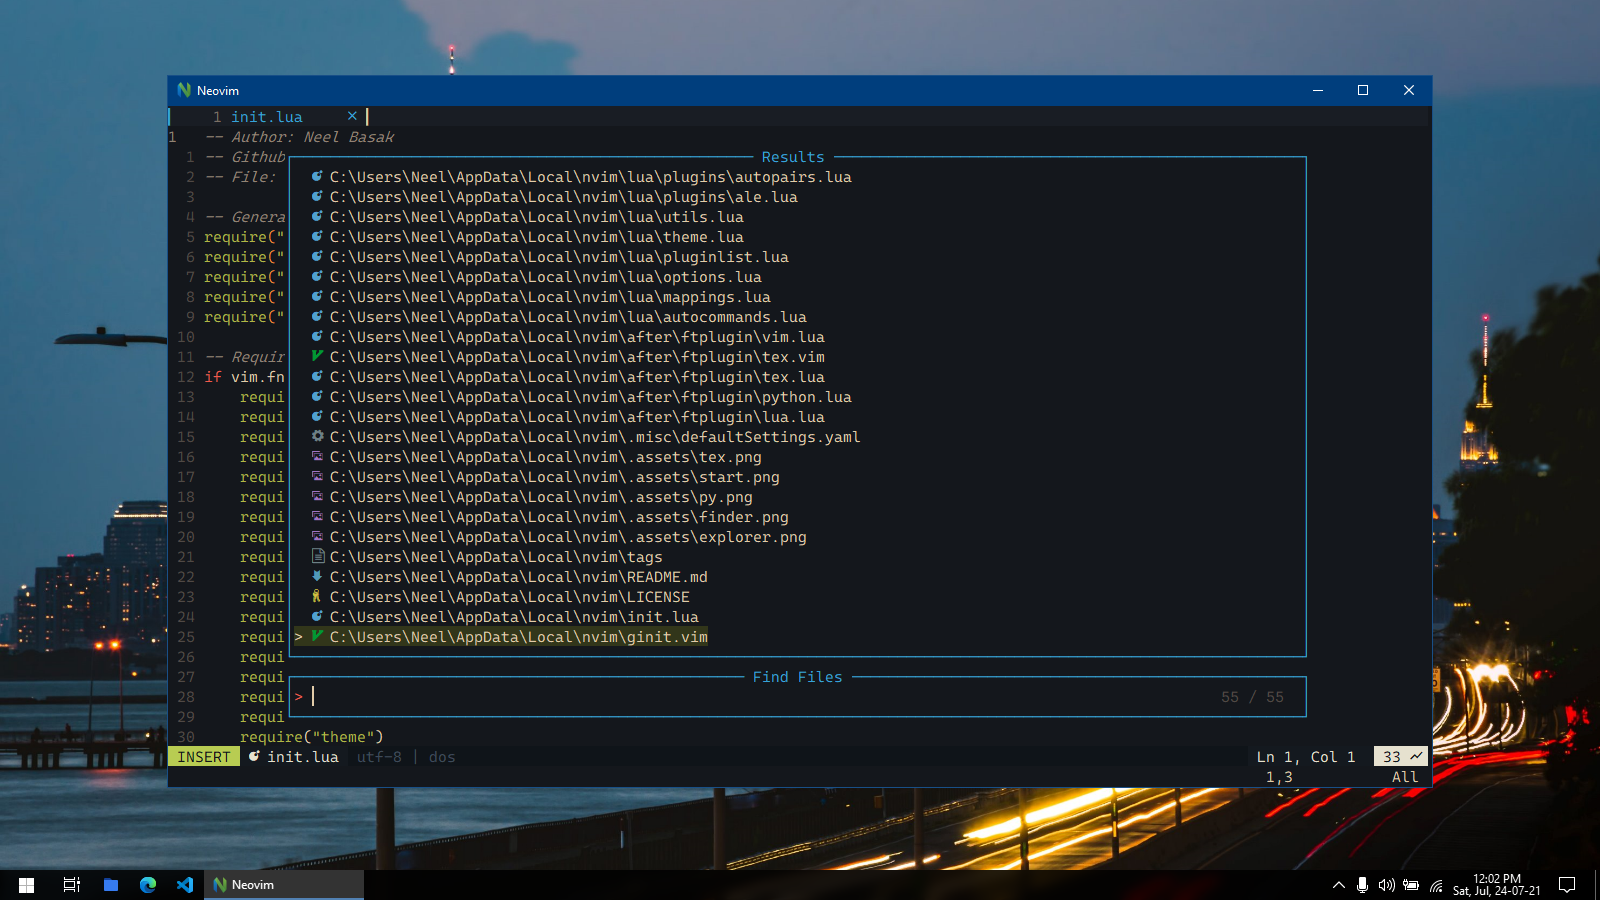 Neovim
1 init.lua ×
1 -- Author: Neel Basak
1 -- Github
2 -- File:
3
4 -- Genera
5 require("
6 require("
7 require("
8 require("
9 require("
10
11 -- Requir
12 if vim.fn
13 requi
14 requi
15 requi
16 requi
17 requi
18 requi
19 requi
20 requi
21 requi
22 requi
23 requi
24 requi
25 requi
26 requi
27 requi
28 requi
29 requi
30 require("theme")
Results
C:\Users\Neel\AppData\Local\nvim\lua\plugins\autopairs.lua
C:\Users\Neel\AppData\Local\nvim\lua\plugins\ale.lua
C:\Users\Neel\AppData\Local\nvim\lua\utils.lua
C:\Users\Neel\AppData\Local\nvim\lua\theme.lua
C:\Users\Neel\AppData\Local\nvim\lua\pluginlist.lua
C:\Users\Neel\AppData\Local\nvim\lua\options.lua
C:\Users\Neel\AppData\Local\nvim\lua\mappings.lua
C:\Users\Neel\AppData\Local\nvim\lua\autocommands.lua
C:\Users\Neel\AppData\Local\nvim\after\ftplugin\vim.lua
C:\Users\Neel\AppData\Local\nvim\after\ftplugin\tex.vim
C:\Users\Neel\AppData\Local\nvim\after\ftplugin\tex.lua
C:\Users\Neel\AppData\Local\nvim\after\ftplugin\python.lua
C:\Users\Neel\AppData\Local\nvim\after\ftplugin\lua.lua
C:\Users\Neel\AppData\Local\nvim\.misc\defaultSettings.yaml
C:\Users\Neel\AppData\Local\nvim\.assets\tex.png
C:\Users\Neel\AppData\Local\nvim\.assets\start.png
C:\Users\Neel\AppData\Local\nvim\.assets\py.png
C:\Users\Neel\AppData\Local\nvim\.assets\finder.png
C:\Users\Neel\AppData\Local\nvim\.assets\explorer.png
C:\Users\Neel\AppData\Local\nvim\tags
C:\Users\Neel\AppData\Local\nvim\README.md
C:\Users\Neel\AppData\Local\nvim\LICENSE
C:\Users\Neel\AppData\Local\nvim\init.lua
> C:\Users\Neel\AppData\Local\nvim\ginit.vim
Find Files
> 55 / 55
INSERT init.lua utf-8 | dos Ln 1, Col 1 33
1,3 All
Neovim
12:02 PM
Sat, Jul, 24-07-21